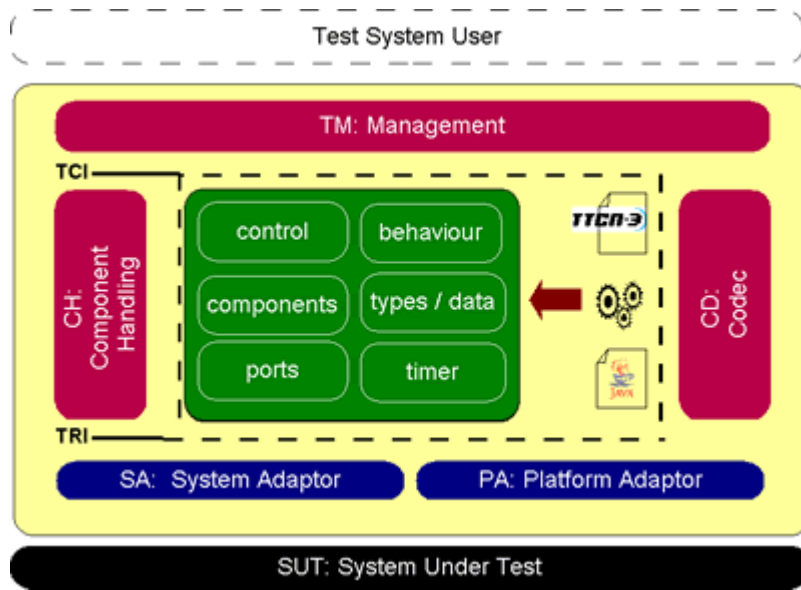 Test System User
TM: Management
TCI
CH:
Component
Handling
control
behaviour
TTCN-3
components
types / data
CD:
Codec
ports
timer
JAVA
TRI
SA: System Adaptor
PA: Platform Adaptor
SUT: System Under Test